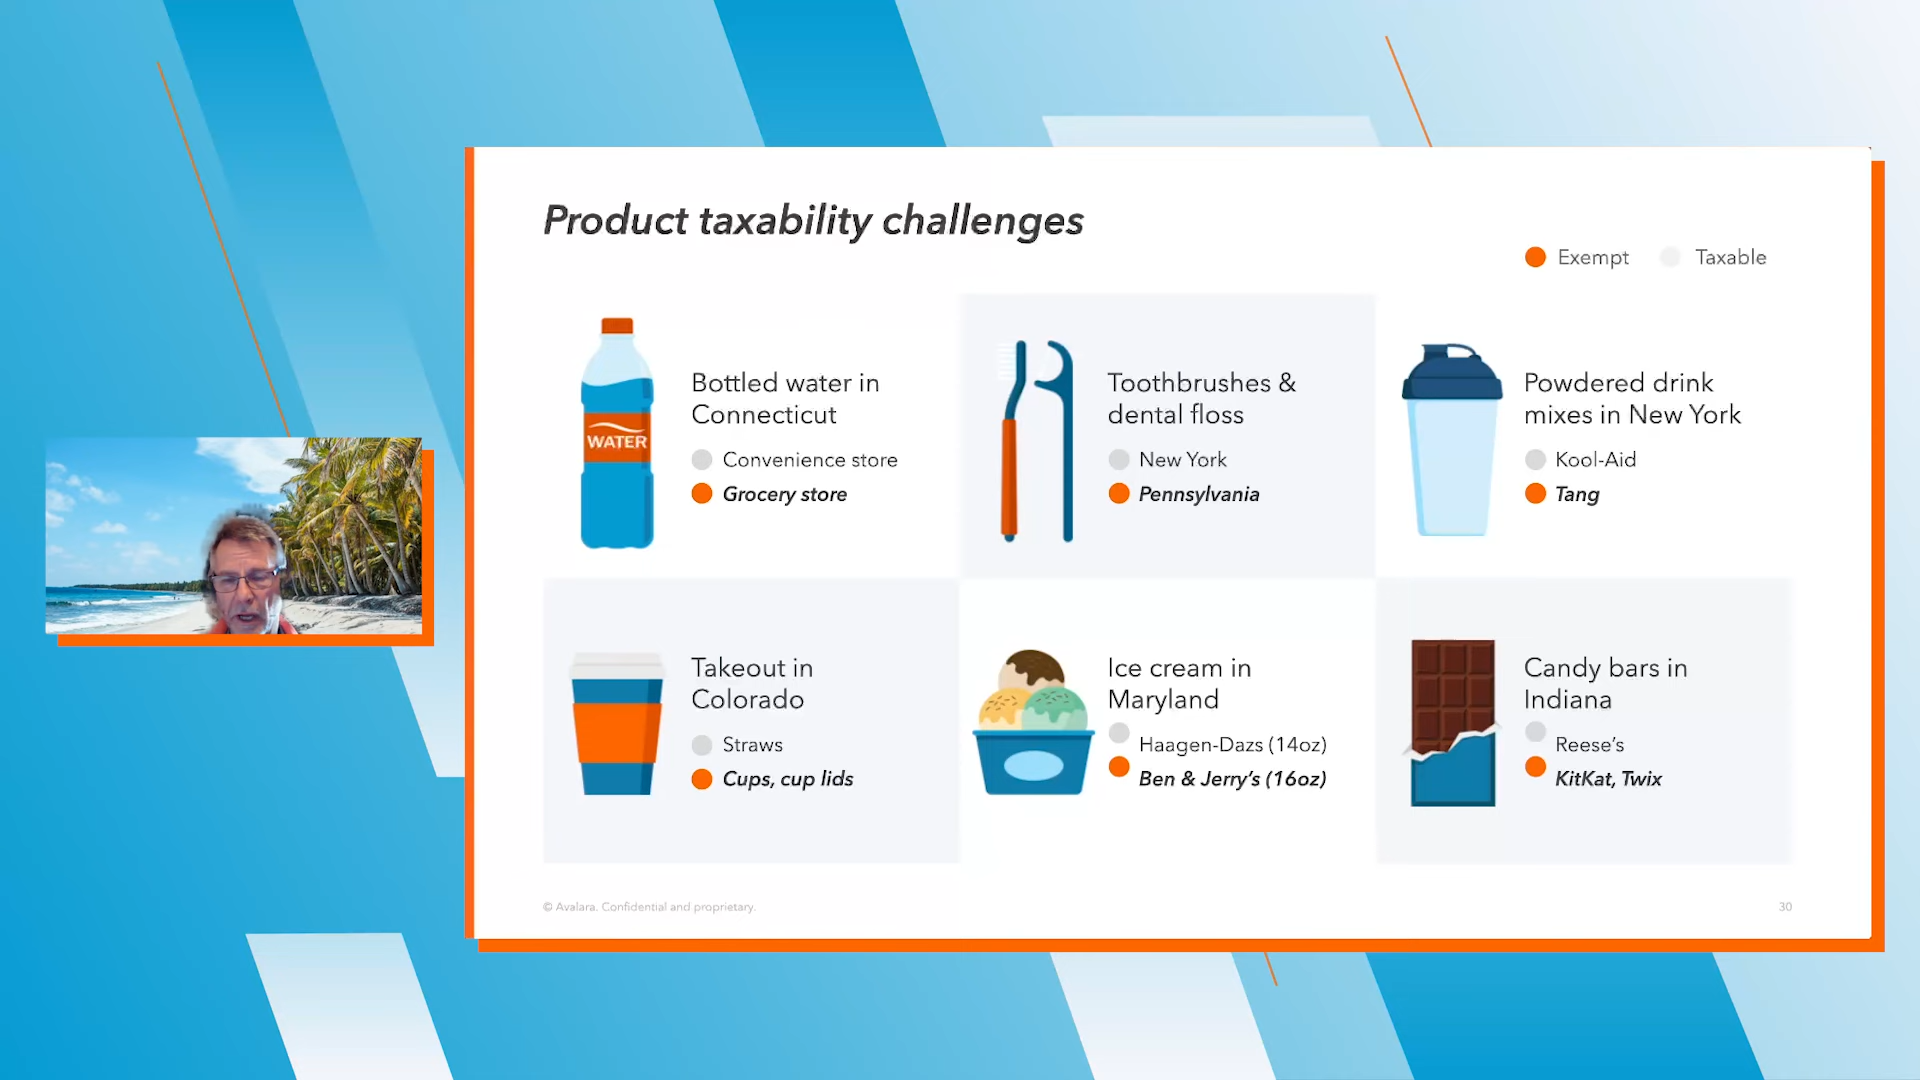 Product taxability challenges
Exempt
Taxable
WATER
Bottled water in
Connecticut
Convenience store
Grocery store
Toothbrushes &
dental floss
New York
Pennsylvania
Powdered drink
mixes in New York
Kool-Aid
Tang
Takeout in
Colorado
Straws
Cups, cup lids
Ice cream in
Maryland
Haagen-Dazs (14oz)
Ben & Jerry's (16oz)
Candy bars in
Indiana
Reese's
KitKat, Twix
© Avalara. Confidential and proprietary.
30